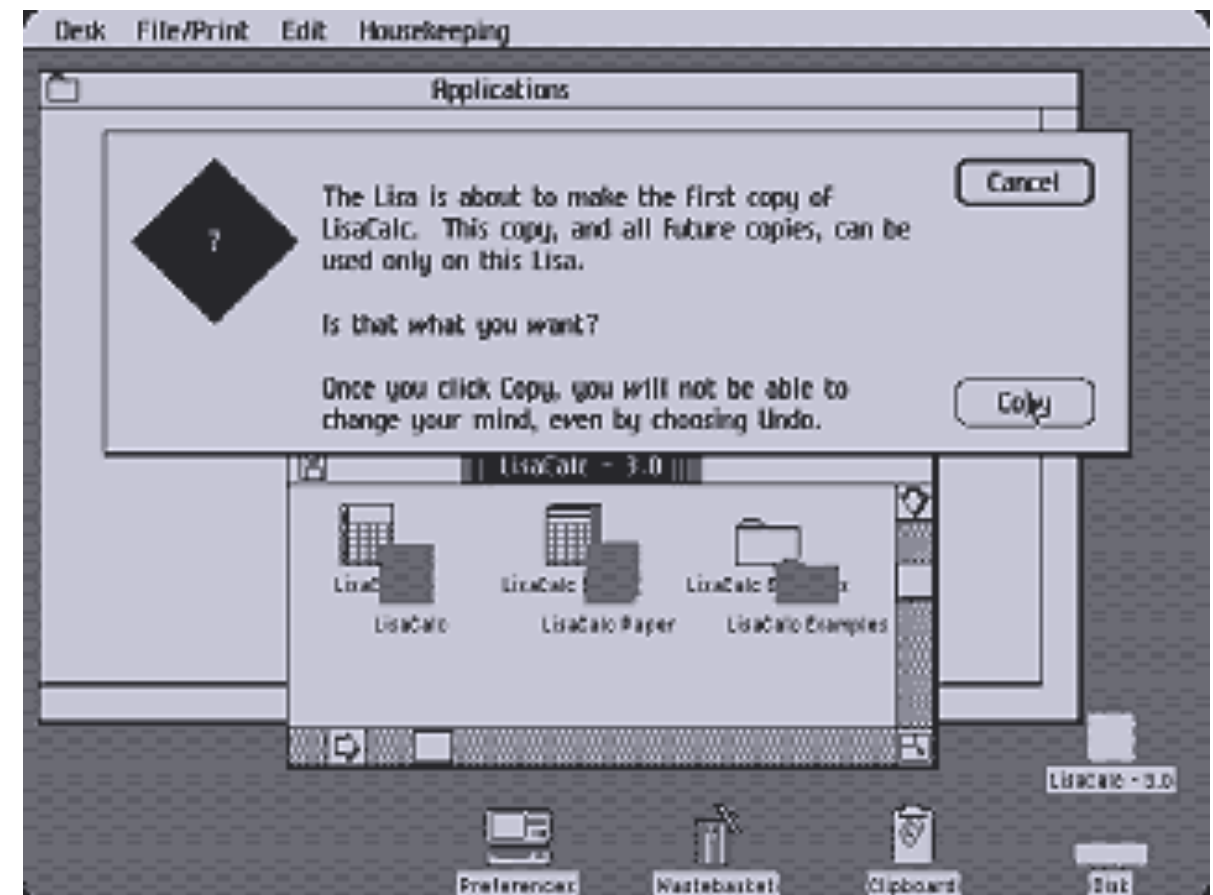 Desk File/Print Edit Housekeeping
Applications
The Lisa is about to make the first copy of
LisaCalc. This copy, and all future copies, can be
used only on this Lisa.
Is that what you want?
Once you click Copy, you will not be able to
change your mind, even by choosing Undo.
Cancel
Copy
LisaCalc - 3.0
LisaCalc
LisaCalc
LisaCalc Paper
LisaCalc Examples
LisaCalc - 3.0
Preferences
Wastebasket
Clipboard
Disk